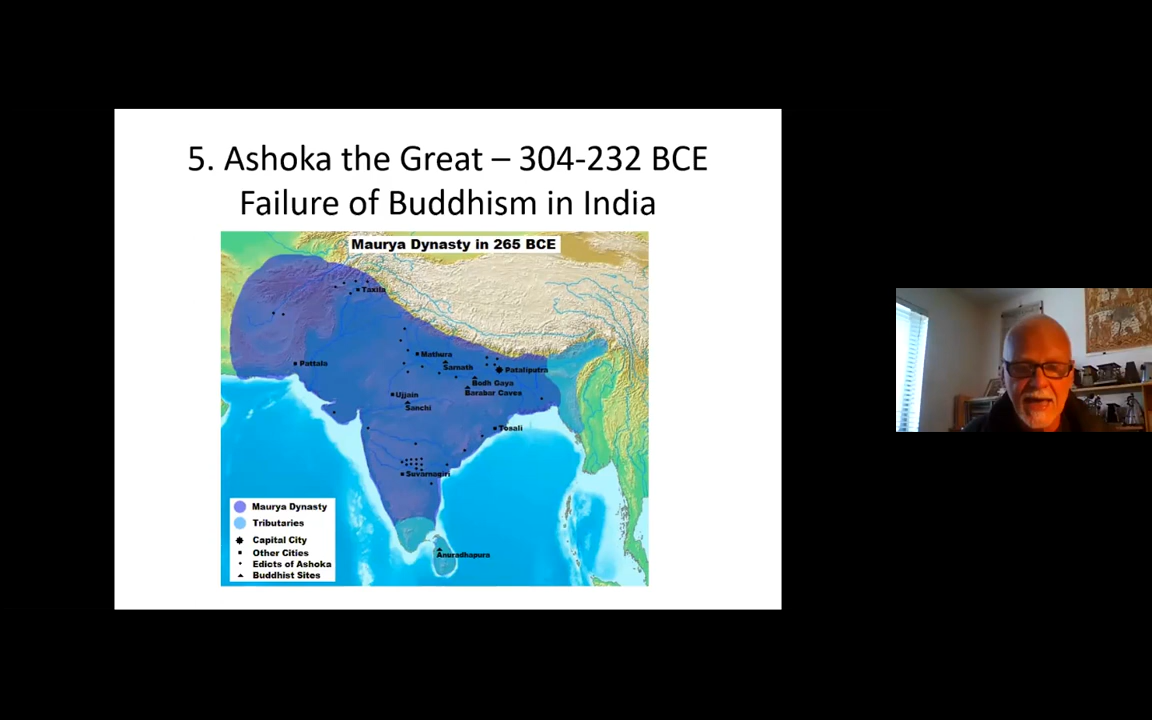 5. Ashoka the Great – 304-232 BCE
Failure of Buddhism in India
Maurya Dynasty in 265 BCE
Taxila
Mathura
Pattala
Sarnath
Pataliputra
Bodh Gaya
Ujjain
Barabar Caves
Sanchi
Tosali
Suvarnagiri
Maurya Dynasty
Tributaries
Capital City
Other Cities
Edicts of Ashoka
Buddhist Sites
Anuradhapura